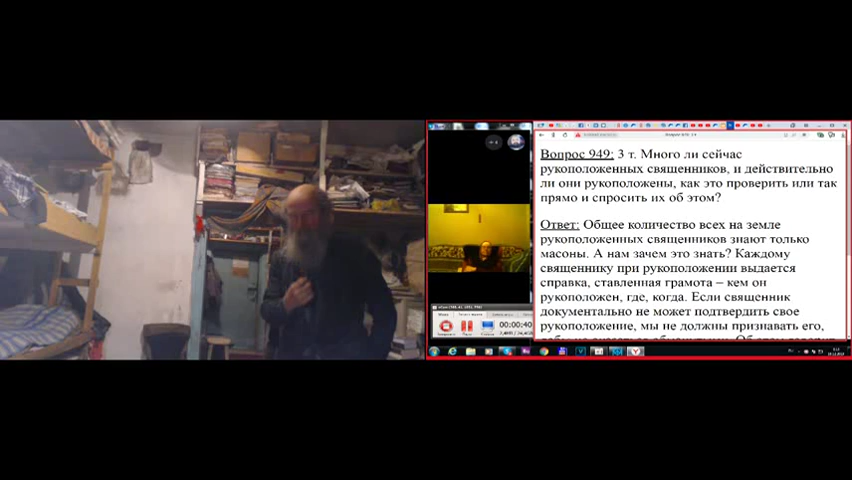 Вопрос 949: 3 т. Много ли сейчас
рукоположенных священников, и действительно
ли они рукоположены, как это проверить или так
прямо и спросить их об этом?
Ответ: Общее количество всех на земле
рукоположенных священников знают только
масоны. А нам зачем это знать? Каждому
священнику при рукоположении выдается
справка, ставленная грамота – кем он
рукоположен, где, когда. Если священник
документально не может подтвердить свое
рукоположение, мы не должны признавать его,
00:00:40